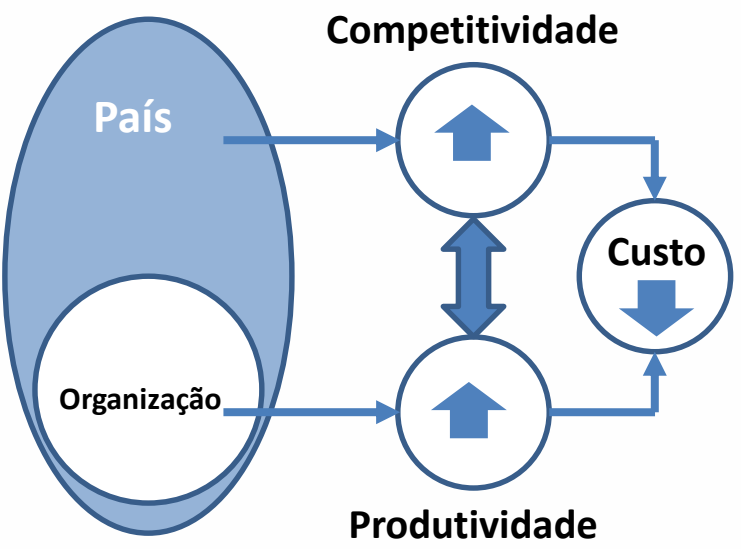 Competitividade
País
Custo
Organização
Produtividade